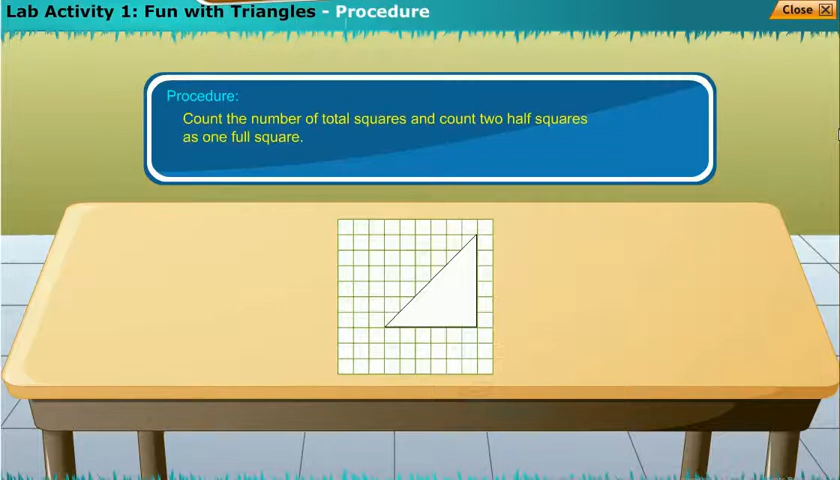 Lab Activity 1: Fun with Triangles - Procedure
Close
Procedure:
Count the number of total squares and count two half squares
as one full square.